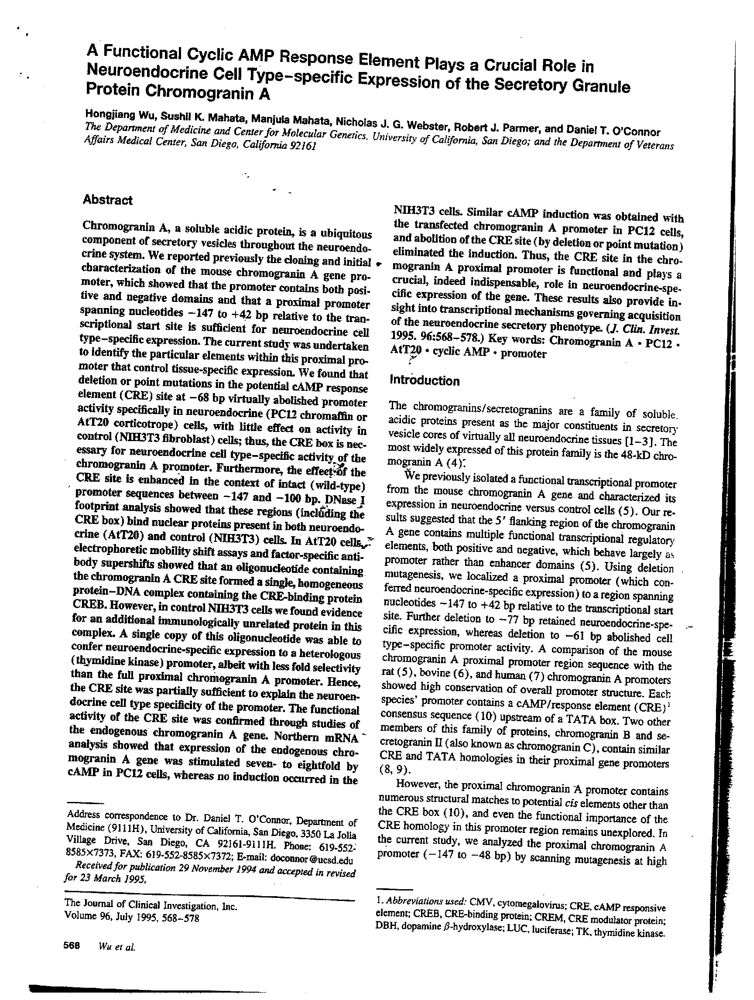 A Functional Cyclic AMP Response Element Plays a Crucial Role in
Neuroendocrine Cell Type–specific Expression of the Secretory Granule
Protein Chromogranin A
Hongjiang Wu, Sushil K. Mahata, Manjula Mahata, Nicholas J. G. Webster, Robert J. Parmer, and Daniel T. O'Connor
The Department of Medicine and Center for Molecular Genetics, University of California, San Diego; and the Department of Veterans
Affairs Medical Center, San Diego, California 92161
Abstract
Chromogranin A, a soluble acidic protein, is a ubiquitous
component of secretory vesicles throughout the neuroendo-
crine system. We reported previously the cloning and initial
characterization of the mouse chromogranin A gene pro-
moter, which showed that the promoter contains both posi-
tive and negative domains and that a proximal promoter
spanning nucleotides −147 to +42 bp relative to the tran-
scriptional start site is sufficient for neuroendocrine cell
type–specific expression. The current study was undertaken
to identify the particular elements within this proximal pro-
moter that control tissue-specific expression. We found that
deletion or point mutations in the potential cAMP response
element (CRE) site at −68 bp virtually abolished promoter
activity specifically in neuroendocrine (PC12 chromaffin or
AtT20 corticotrope) cells, with little effect on activity in
control (NIH3T3 fibroblast) cells; thus, the CRE box is nec-
essary for neuroendocrine cell type–specific activity of the
chromogranin A promoter. Furthermore, the effect of the
CRE site is enhanced in the context of intact (wild-type)
promoter sequences between −147 and −100 bp. DNase I
footprint analysis showed that these regions (including the
CRE box) bind nuclear proteins present in both neuroendo-
crine (AtT20) and control (NIH3T3) cells. In AtT20 cells,
electrophoretic mobility shift assays and factor-specific anti-
body supershifts showed that an oligonucleotide containing
the chromogranin A CRE site formed a single, homogeneous
protein–DNA complex containing the CRE-binding protein
CREB. However, in control NIH3T3 cells we found evidence
for an additional immunologically unrelated protein in this
complex. A single copy of this oligonucleotide was able to
confer neuroendocrine-specific expression to a heterologous
(thymidine kinase) promoter, albeit with less fold selectivity
than the full proximal chromogranin A promoter. Hence,
the CRE site was partially sufficient to explain the neuroen-
docrine cell type specificity of the promoter. The functional
activity of the CRE site was confirmed through studies of
the endogenous chromogranin A gene. Northern mRNA
analysis showed that expression of the endogenous chro-
mogranin A gene was stimulated seven- to eightfold by
cAMP in PC12 cells, whereas no induction occurred in the
Address correspondence to Dr. Daniel T. O'Connor, Department of
Medicine (9111H), University of California, San Diego, 3350 La Jolla
Village Drive, San Diego, CA 92161-9111H. Phone: 619-552-
8585×7373, FAX: 619-552-8585×7372; E-mail: doconnor@ucsd.edu
Received for publication 29 November 1994 and accepted in revised
for 23 March 1995.
The Journal of Clinical Investigation, Inc.
Volume 96, July 1995, 568–578
568 Wu et al.
NIH3T3 cells. Similar cAMP induction was obtained with
the transfected chromogranin A promoter in PC12 cells,
and abolition of the CRE site (by deletion or point mutation)
eliminated the induction. Thus, the CRE site in the chro-
mogranin A proximal promoter is functional and plays a
crucial, indeed indispensable, role in neuroendocrine-spe-
cific expression of the gene. These results also provide in-
sight into transcriptional mechanisms governing acquisition
of the neuroendocrine secretory phenotype. (J. Clin. Invest.
1995. 96:568–578.) Key words: Chromogranin A • PC12 •
AtT20 • cyclic AMP • promoter
Introduction
The chromogranins/secretogranins are a family of soluble,
acidic proteins present as the major constituents in secretory
vesicle cores of virtually all neuroendocrine tissues [1–3]. The
most widely expressed of this protein family is the 48-kD chro-
mogranin A (4).
We previously isolated a functional transcriptional promoter
from the mouse chromogranin A gene and characterized its
expression in neuroendocrine versus control cells (5). Our re-
sults suggested that the 5′ flanking region of the chromogranin
A gene contains multiple functional transcriptional regulatory
elements, both positive and negative, which behave largely as
promoter rather than enhancer domains (5). Using deletion
mutagenesis, we localized a proximal promoter (which con-
ferred neuroendocrine-specific expression) to a region spanning
nucleotides −147 to +42 bp relative to the transcriptional start
site. Further deletion to −77 bp retained neuroendocrine-spe-
cific expression, whereas deletion to −61 bp abolished cell
type–specific promoter activity. A comparison of the mouse
chromogranin A proximal promoter region sequence with the
rat (5), bovine (6), and human (7) chromogranin A promoters
showed high conservation of overall promoter structure. Each
species' promoter contains a cAMP/response element (CRE)1
consensus sequence (10) upstream of a TATA box. Two other
members of this family of proteins, chromogranin B and se-
cretogranin II (also known as chromogranin C), contain similar
CRE and TATA homologies in their proximal gene promoters
(8, 9).
However, the proximal chromogranin A promoter contains
numerous structural matches to potential cis elements other than
the CRE box (10), and even the functional importance of the
CRE homology in this promoter region remains unexplored. In
the current study, we analyzed the proximal chromogranin A
promoter (−147 to −48 bp) by scanning mutagenesis at high
1. Abbreviations used: CMV, cytomegalovirus; CRE, cAMP responsive
element; CREB, CRE-binding protein; CREM, CRE modulator protein;
DBH, dopamine β-hydroxylase; LUC, luciferase; TK, thymidine kinase.